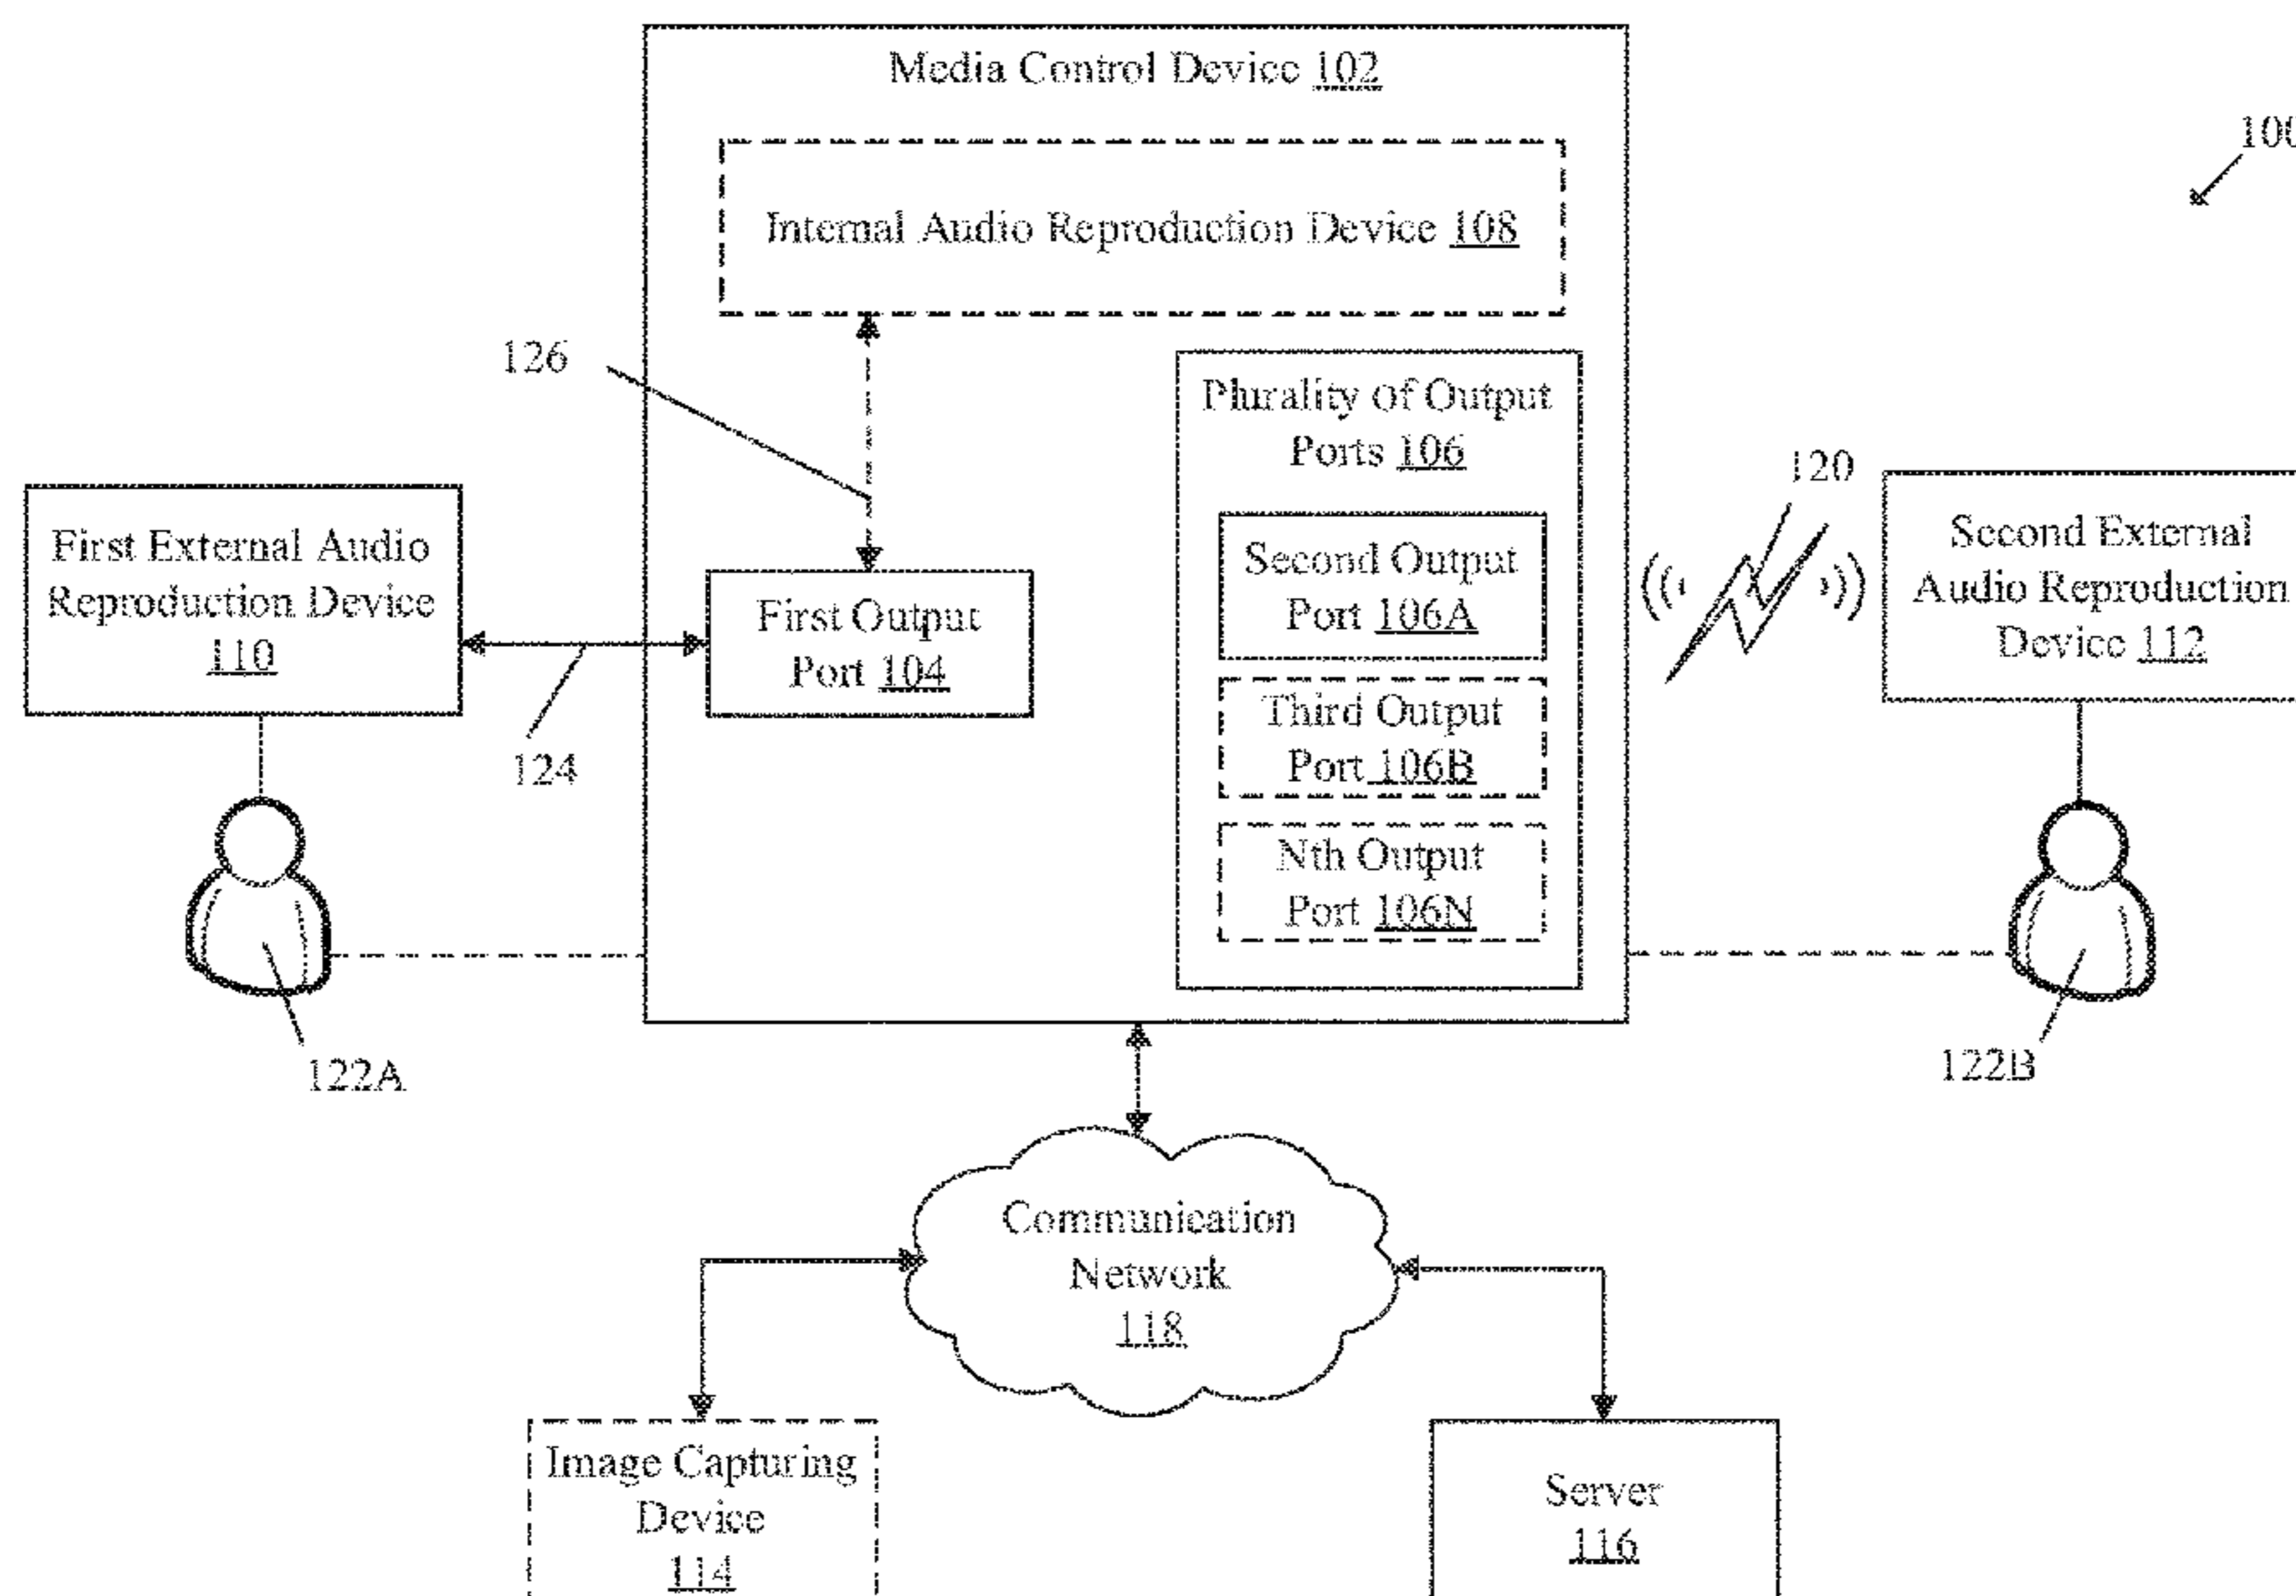 Media Control Device 102
100
Internal Audio Reproduction Device 108
126
Plurality of Output
Ports 106
120
First External Audio
Reproduction Device
110
First Output
Port 104
Second Output
Port 106A
Second External
Audio Reproduction
Device 112
124
Third Output
Port 106B
Nth Output
Port 106N
122A
122B
Communication
Network
118
Image Capturing
Device
114
Server
116